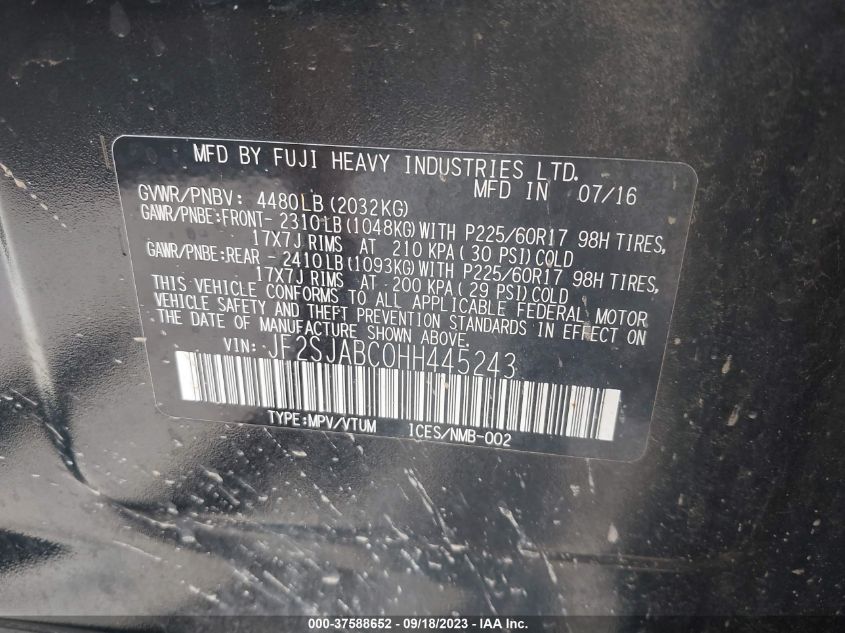 MFD BY FUJI HEAVY INDUSTRIES LTD.
MFD IN 07/16
GVWR/PNBV: 4480LB(2032KG)
GAWR/PNBE:FRONT- 2310LB(1048KG)WITH P225/60R17 98H TIRES,
17X7J RIMS AT 210 KPA( 30 PSI)COLD
GAWR/PNBE:REAR - 2410LB(1093KG)WITH P225/60R17 98H TIRES,
17X7J RIMS AT 200 KPA( 29 PSI)COLD
THIS VEHICLE CONFORMS TO ALL APPLICABLE FEDERAL MOTOR
VEHICLE SAFETY AND THEFT PREVENTION STANDARDS IN EFFECT ON
THE DATE OF MANUFACTURE SHOWN ABOVE.
VIN: JF2SJABC0HH445243
TYPE:MPV/VTUM 1CES/NMB-002
000-37588652 - 09/18/2023 - IAA, Inc.